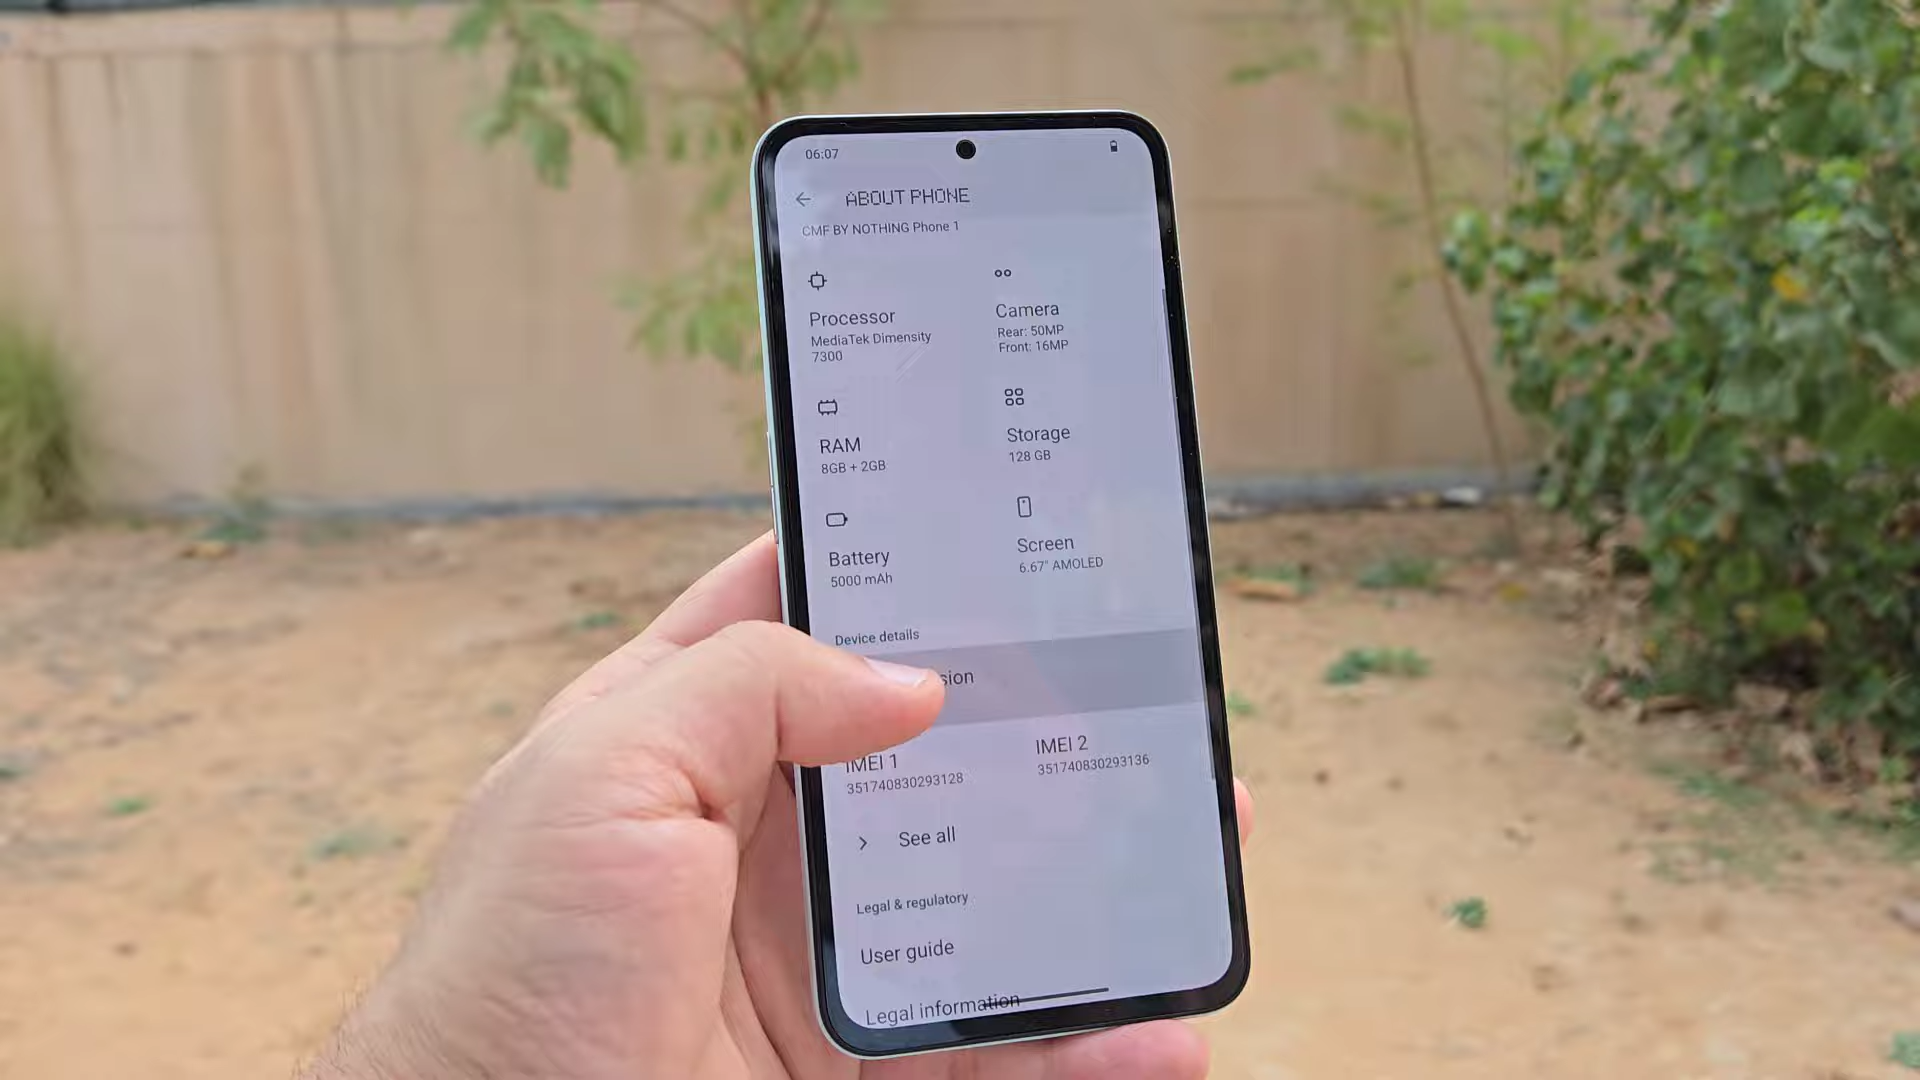 06:07
ABOUT PHONE
CMF BY NOTHING Phone 1
Processor
MediaTek Dimensity
7300
Camera
Rear: 50MP
Front: 16MP
RAM
8GB + 2GB
Storage
128 GB
Battery
5000 mAh
Screen
6.67" AMOLED
Device details
sion
IMEI 1
351740830293128
IMEI 2
351740830293136
See all
Legal & regulatory
User guide
Legal information